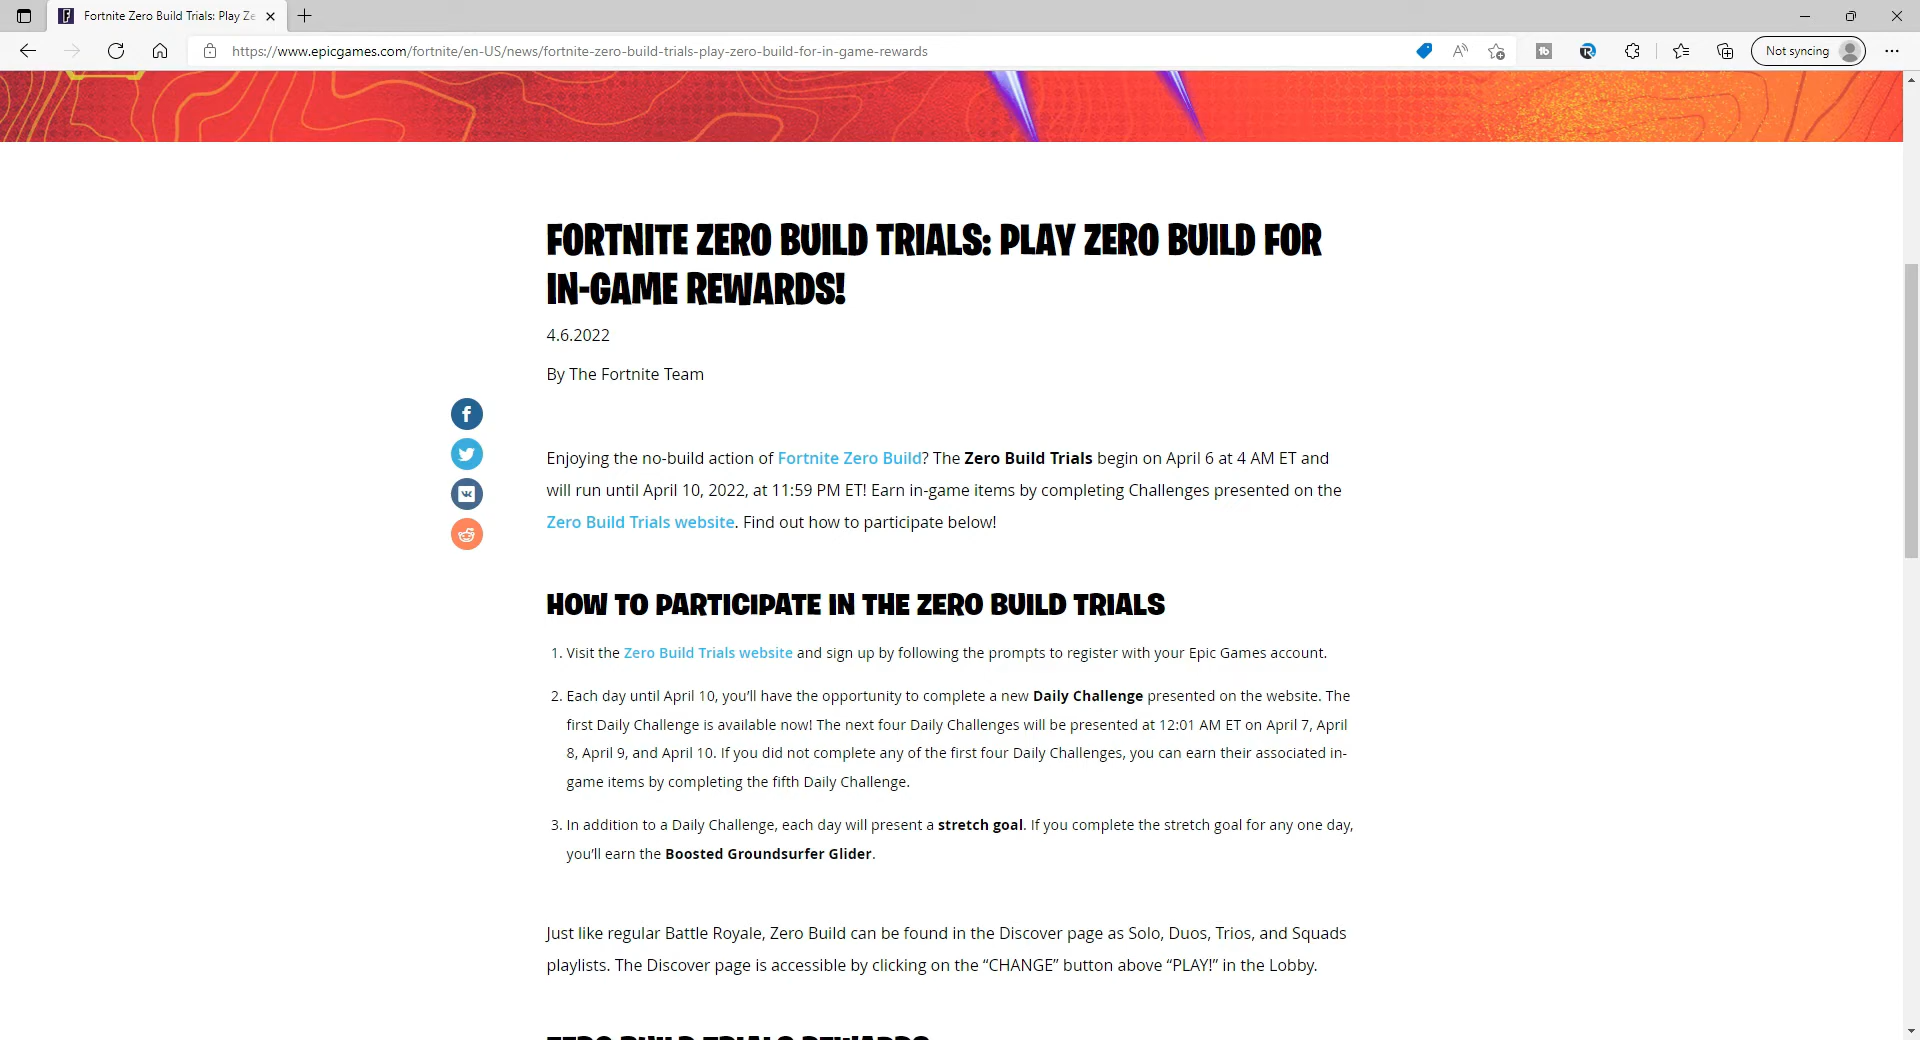 Fortnite Zero Build Trials: Play Ze
https://www.epicgames.com/fortnite/en-US/news/fortnite-zero-build-trials-play-zero-build-for-in-game-rewards
Not syncing
FORTNITE ZERO BUILD TRIALS: PLAY ZERO BUILD FOR
IN-GAME REWARDS!
4.6.2022
By The Fortnite Team
Enjoying the no-build action of Fortnite Zero Build? The Zero Build Trials begin on April 6 at 4 AM ET and
will run until April 10, 2022, at 11:59 PM ET! Earn in-game items by completing Challenges presented on the
Zero Build Trials website. Find out how to participate below!
HOW TO PARTICIPATE IN THE ZERO BUILD TRIALS
1. Visit the Zero Build Trials website and sign up by following the prompts to register with your Epic Games account.
2. Each day until April 10, you’ll have the opportunity to complete a new Daily Challenge presented on the website. The
first Daily Challenge is available now! The next four Daily Challenges will be presented at 12:01 AM ET on April 7, April
8, April 9, and April 10. If you did not complete any of the first four Daily Challenges, you can earn their associated in-
game items by completing the fifth Daily Challenge.
3. In addition to a Daily Challenge, each day will present a stretch goal. If you complete the stretch goal for any one day,
you’ll earn the Boosted Groundsurfer Glider.
Just like regular Battle Royale, Zero Build can be found in the Discover page as Solo, Duos, Trios, and Squads
playlists. The Discover page is accessible by clicking on the “CHANGE” button above “PLAY!” in the Lobby.
ZERO BUILD TRIALS REWARDS